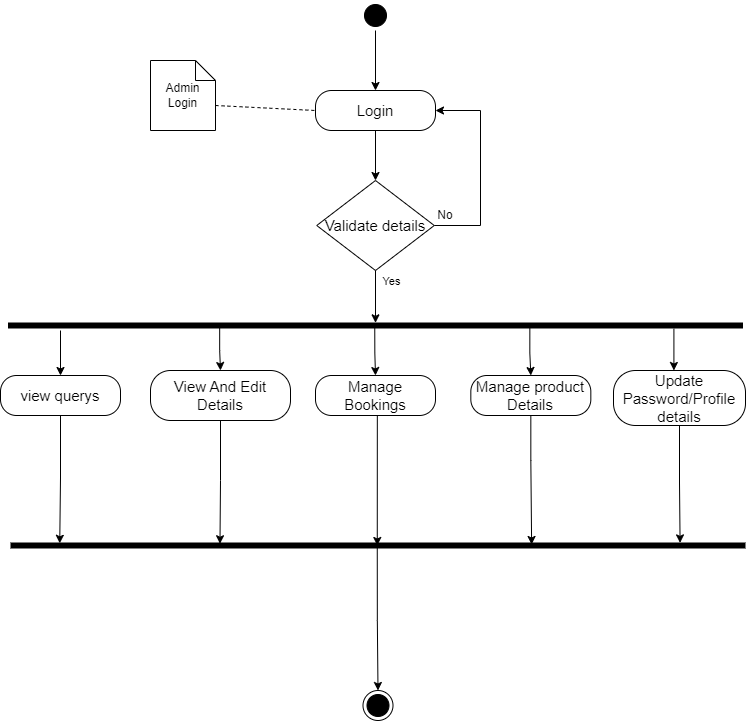 Admin
Login
Login
Validate details
No
Yes
view querys
View And Edit
Details
Manage
Bookings
Manage product
Details
Update
Password/Profile
details